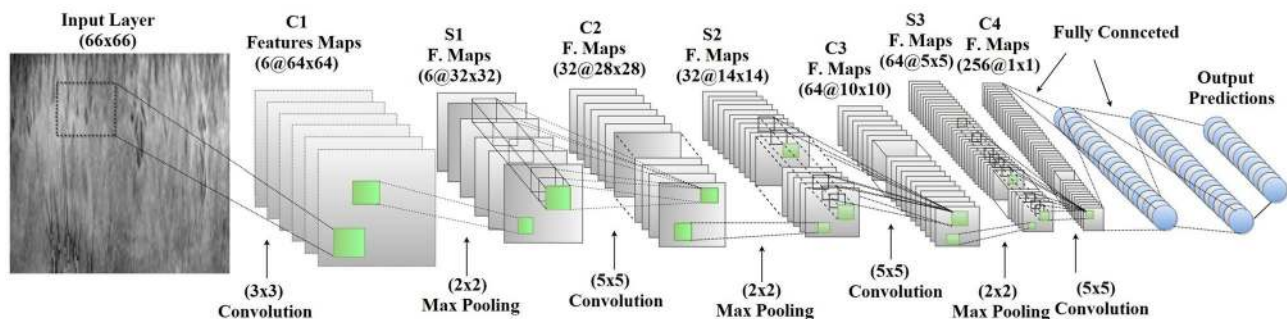 Input Layer
(66x66)
C1
Features Maps
(6@64x64)
S1
F. Maps
(6@32x32)
C2
F. Maps
(32@28x28)
S2
F. Maps
(32@14x14)
C3
F. Maps
(64@10x10)
S3
F. Maps
(64@5x5)
C4
F. Maps
(256@1x1)
Fully Connceted
Output
Predictions
(3x3)
Convolution
(2x2)
Max Pooling
(5x5)
Convolution
(2x2)
Max Pooling
(5x5)
Convolution
(2x2)
Max Pooling
(5x5)
Convolution